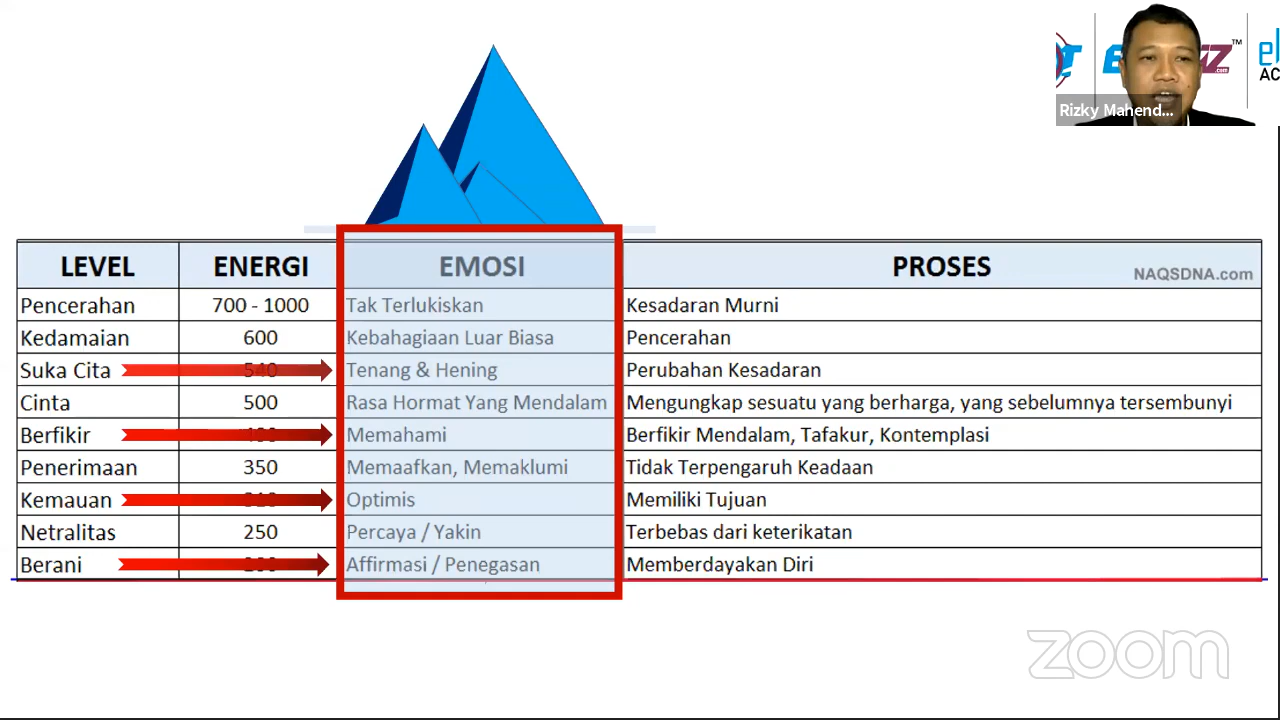 Rizky Mahend...
LEVEL ENERGI EMOSI PROSES NAQSDNA.com
Pencerahan 700 - 1000 Tak Terlukiskan Kesadaran Murni
Kedamaian 600 Kebahagiaan Luar Biasa Pencerahan
Suka Cita 540 Tenang & Hening Perubahan Kesadaran
Cinta 500 Rasa Hormat Yang Mendalam Mengungkap sesuatu yang berharga, yang sebelumnya tersembunyi
Berfikir Memahami Berfikir Mendalam, Tafakur, Kontemplasi
Penerimaan 350 Memaafkan, Memaklumi Tidak Terpengaruh Keadaan
Kemauan 310 Optimis Memiliki Tujuan
Netralitas 250 Percaya / Yakin Terbebas dari keterikatan
Berani Affirmasi / Penegasan Memberdayakan Diri
zoom